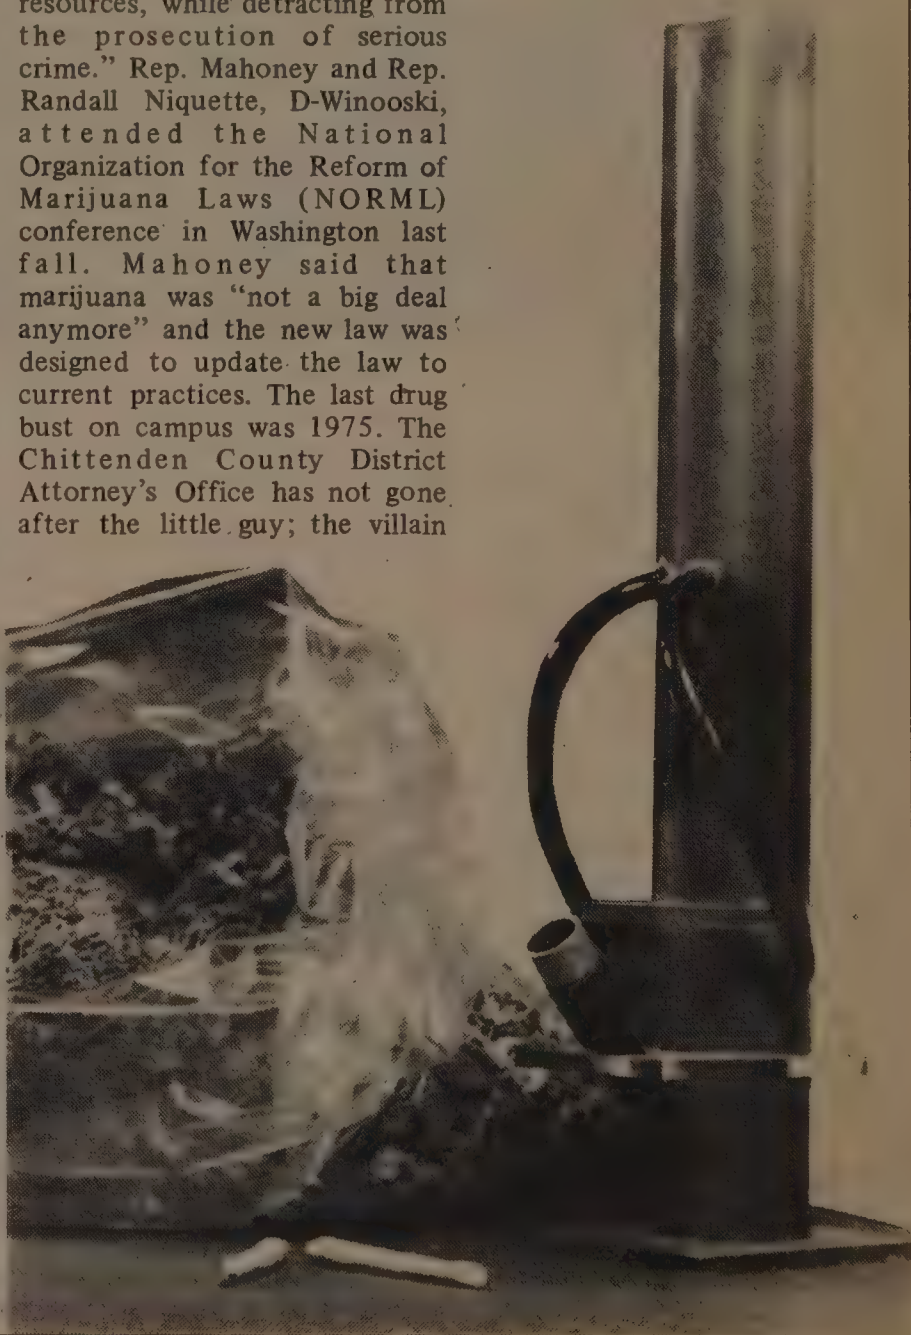 resources, while detracting from
the prosecution of serious
crime.” Rep. Mahoney and Rep.
Randall Niquette, D-Winooski,
attended the National
Organization for the Reform of
Marijuana Laws (NORML)
conference in Washington last
fall. Mahoney said that
marijuana was “not a big deal
anymore” and the new law was
designed to update the law to
current practices. The last drug
bust on campus was 1975. The
Chittenden County District
Attorney’s Office has not gone
after the little guy; the villain